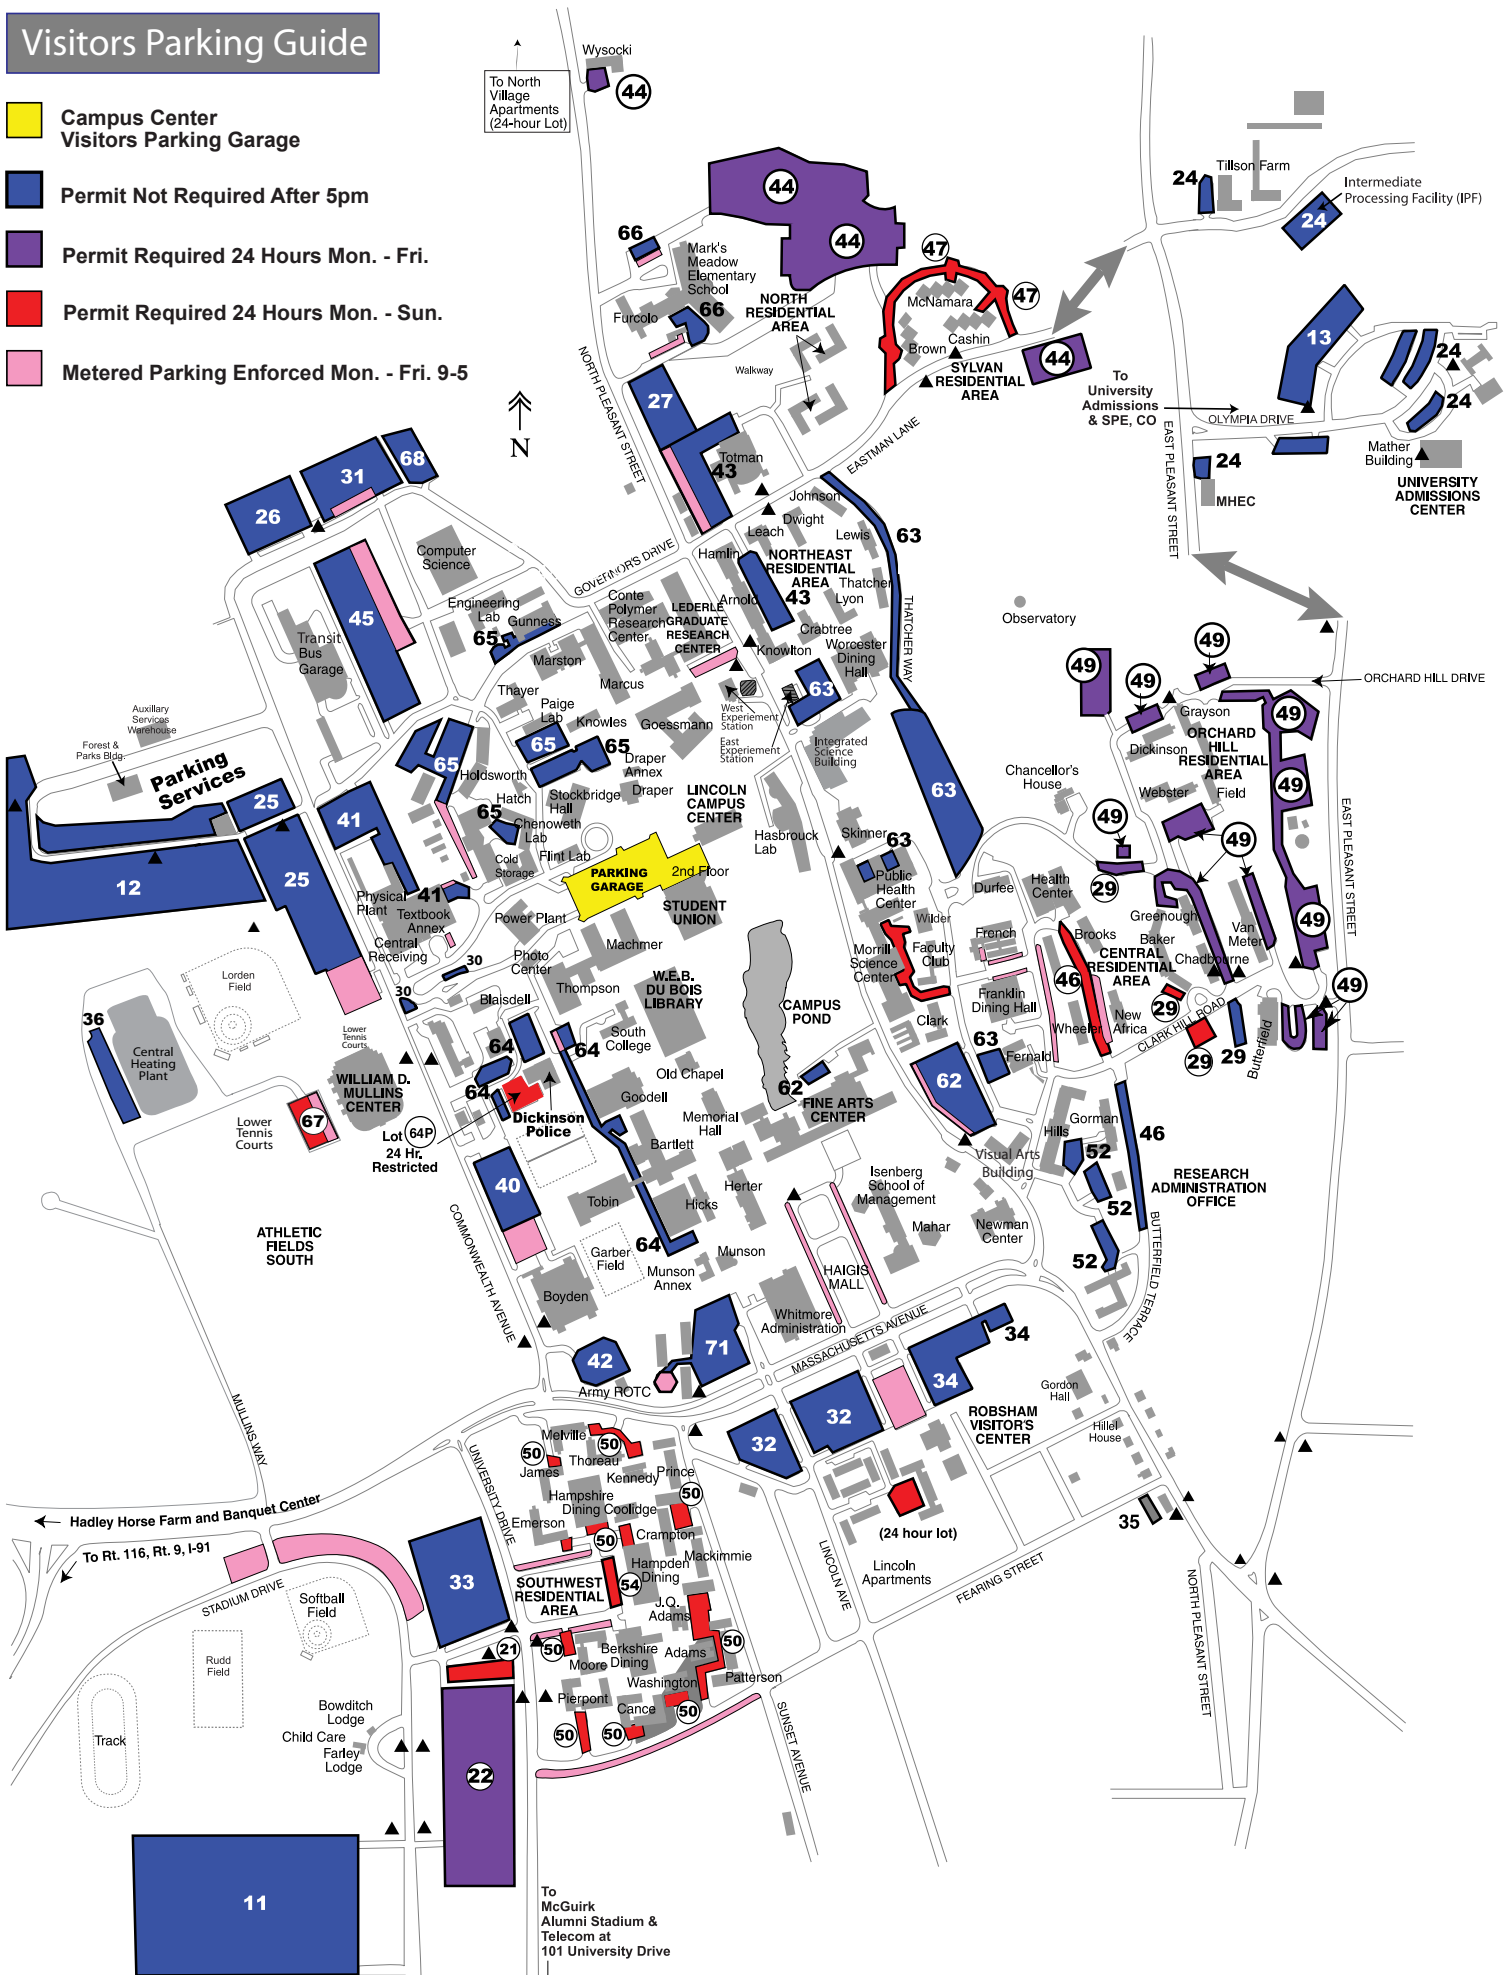 Visitors Parking Guide
Campus Center
Visitors Parking Garage
Permit Not Required After 5pm
Permit Required 24 Hours Mon. - Fri.
Permit Required 24 Hours Mon. - Sun.
Metered Parking Enforced Mon. - Fri. 9-5
To North
Village
Apartments
(24-hour Lot)
Wysocki
44
44
44
66
Mark's
Meadow
Elementary
School
Furcolo
66
NORTH
RESIDENTIAL
AREA
Walkway
47
47
McNamara
Cashin
Brown
SYLVAN
RESIDENTIAL
AREA
44
24
Tillson Farm
Intermediate
Processing Facility (IPF)
24
13
24
24
To
University
Admissions
& SPE, CO
OLYMPIA DRIVE
24
MHEC
Mather
Building
UNIVERSITY
ADMISSIONS
CENTER
EAST PLEASANT STREET
NORTH PLEASANT STREET
N
27
43
Totman
EASTMAN LANE
68
31
26
45
Computer
Science
GOVERNOR'S DRIVE
Transit
Bus
Garage
Engineering
Lab
Gunness
65
Marston
Conte
Polymer
Research
Center
LEDERLE
GRADUATE
RESEARCH
CENTER
Marcus
Johnson
Dwight
Leach
Hamlin
Lewis
NORTHEAST
RESIDENTIAL
AREA
Thatcher
Lyon
Arnold
43
Crabtree
Knowlton
Worcester
Dining
Hall
63
THATCHER WAY
63
Observatory
49
49
49
ORCHARD HILL DRIVE
Grayson
49
Dickinson
ORCHARD
HILL
RESIDENTIAL
AREA
Webster
Field
49
Chancellor's
House
49
49
EAST PLEASANT STREET
Thayer
Paige
Lab
Knowles
Goessmann
65
65
Draper
Annex
Draper
Stockbridge
Hall
West
Experiement
Station
East
Experiement
Station
Integrated
Science
Building
LINCOLN
CAMPUS
CENTER
Hasbrouck
Lab
Auxillary
Services
Warehouse
Forest &
Parks Bldg.
Parking
Services
25
25
12
41
65
Holdsworth
Hatch
65
Chenoweth
Lab
Cold
Storage
Flint Lab
41
Physical
Plant
Textbook
Annex
Central
Receiving
Power Plant
PARKING
GARAGE
2nd Floor
STUDENT
UNION
Machmer
Photo
Center
30
30
Thompson
W.E.B.
DU BOIS
LIBRARY
Blaisdell
Skinner
63
63
Public
Health
Center
Wilder
Morrill
Science
Center
Faculty
Club
Durfee
Health
Center
French
Brooks
29
Greenough
Baker
Chadbourne
Van
Meter
49
CENTRAL
RESIDENTIAL
AREA
46
Franklin
Dining Hall
Wheeler
New
Africa
29
29
29
CLARK HILL ROAD
Butterfield
49
Clark
63
Fernald
62
CAMPUS
POND
62
FINE ARTS
CENTER
Lorden
Field
36
Central
Heating
Plant
Lower
Tennis
Courts
WILLIAM D.
MULLINS
CENTER
67
Lower
Tennis
Courts
64
64
64
Lot 64P
24 Hr.
Restricted
Dickinson
Police
South
College
Old Chapel
Goodell
Memorial
Hall
Bartlett
40
Tobin
Hicks
Herter
64
Garber
Field
Munson
Annex
Munson
Boyden
COMMONWEALTH AVENUE
ATHLETIC
FIELDS
SOUTH
Isenberg
School of
Management
Mahar
Visual Arts
Building
Newman
Center
Hills
Gorman
52
52
52
46
RESEARCH
ADMINISTRATION
OFFICE
BUTTERFIELD TERRACE
HAIGIS
MALL
Whitmore
Administration
MASSACHUSETTS AVENUE
71
42
Army ROTC
34
34
32
32
ROBSHAM
VISITOR'S
CENTER
Gordon
Hall
Hillel
House
35
(24 hour lot)
Lincoln
Apartments
LINCOLN AVE
FEARING STREET
NORTH PLEASANT STREET
SUNSET AVENUE
MULLINS WAY
UNIVERSITY DRIVE
Hadley Horse Farm and Banquet Center
To Rt. 116, Rt. 9, I-91
STADIUM DRIVE
Softball
Field
Rudd
Field
Track
Bowditch
Lodge
Child Care
Farley
Lodge
33
21
22
11
Melville
50
50
Thoreau
James
Kennedy
Prince
50
Hampshire
Dining
Coolidge
Emerson
50
Crampton
Mackimmie
Hampden
Dining
54
SOUTHWEST
RESIDENTIAL
AREA
J.Q.
Adams
50
Moore
Berkshire
Dining
Adams
50
Washington
Patterson
Pierpont
Cance
50
50
50
To
McGuirk
Alumni Stadium &
Telecom at
101 University Drive